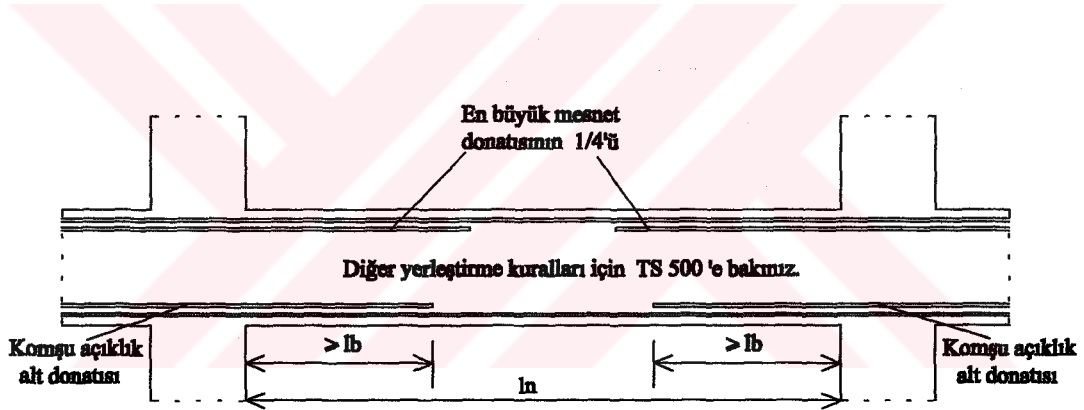 En büyük mesnet
donatısının 1/4'ü
Diğer yerleştirme kuralları için TS 500 'e bakınız.
Komşu açıklık
alt donatısı
≥ lb
≥ lb
Komşu açıklık
alt donatısı
ln